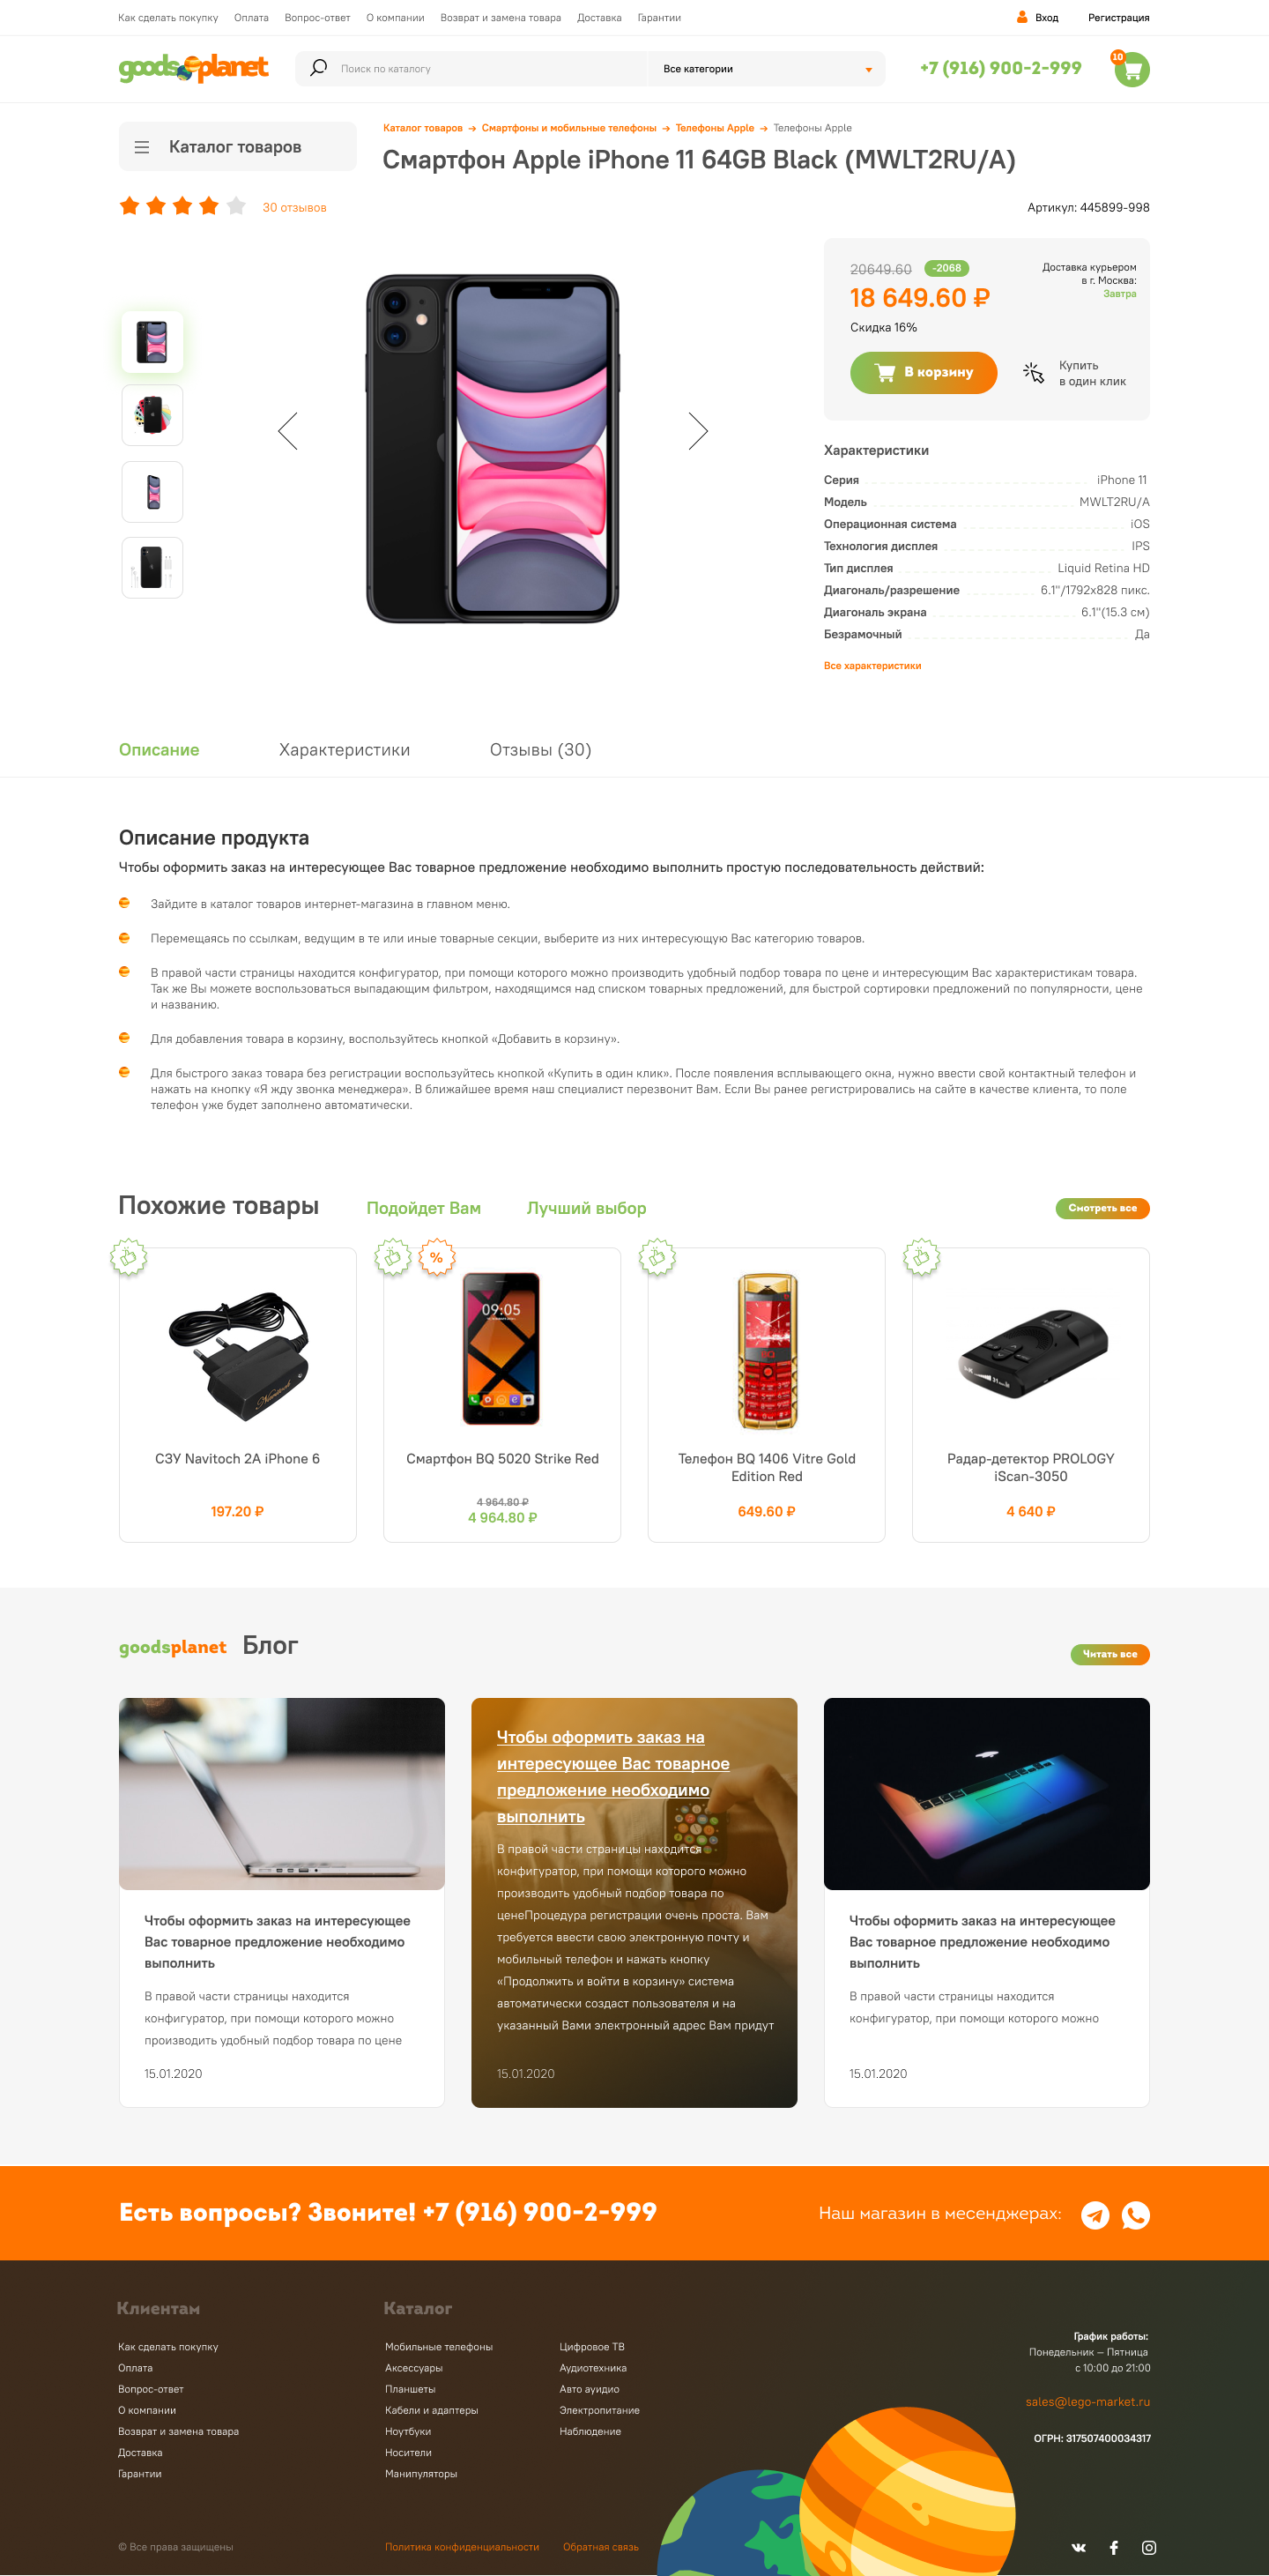 Как сделать покупку Оплата Вопрос-ответ О компании Возврат и замена товара Доставка Гарантии Вход Регистрация
goodsplanet Поиск по каталогу Все категории +7 (916) 900-2-999 10
Каталог товаров
Каталог товаров → Смартфоны и мобильные телефоны → Телефоны Apple → Телефоны Apple
Смартфон Apple iPhone 11 64GB Black (MWLT2RU/A)
30 отзывов
Артикул: 445899-998
20649.60 -2068
18 649.60 ₽
Скидка 16%
Доставка курьером
в г. Москва:
Завтра
В корзину
Купить
в один клик
Характеристики
Серия iPhone 11
Модель MWLT2RU/A
Операционная система iOS
Технология дисплея IPS
Тип дисплея Liquid Retina HD
Диагональ/разрешение 6.1"/1792x828 пикс.
Диагональ экрана 6.1"(15.3 см)
Безрамочный Да
Все характеристики
Описание Характеристики Отзывы (30)
Описание продукта
Чтобы оформить заказ на интересующее Вас товарное предложение необходимо выполнить простую последовательность действий:
Зайдите в каталог товаров интернет-магазина в главном меню.
Перемещаясь по ссылкам, ведущим в те или иные товарные секции, выберите из них интересующую Вас категорию товаров.
В правой части страницы находится конфигуратор, при помощи которого можно производить удобный подбор товара по цене и интересующим Вас характеристикам товара.
Так же Вы можете воспользоваться выпадающим фильтром, находящимся над списком товарных предложений, для быстрой сортировки предложений по популярности, цене
и названию.
Для добавления товара в корзину, воспользуйтесь кнопкой «Добавить в корзину».
Для быстрого заказ товара без регистрации воспользуйтесь кнопкой «Купить в один клик». После появления всплывающего окна, нужно ввести свой контактный телефон и
нажать на кнопку «Я жду звонка менеджера». В ближайшее время наш специалист перезвонит Вам. Если Вы ранее регистрировались на сайте в качестве клиента, то поле
телефон уже будет заполнено автоматически.
Похожие товары Подойдет Вам Лучший выбор Смотреть все
%
09:05
Navitoch
BQ
СЗУ Navitoch 2A iPhone 6
197.20 ₽
Смартфон BQ 5020 Strike Red
4 964.80 ₽
4 964.80 ₽
Телефон BQ 1406 Vitre Gold
Edition Red
649.60 ₽
Радар-детектор PROLOGY
iScan-3050
4 640 ₽
goodsplanet Блог Читать все
Чтобы оформить заказ на интересующее
Вас товарное предложение необходимо
выполнить
В правой части страницы находится
конфигуратор, при помощи которого можно
производить удобный подбор товара по цене
15.01.2020
Чтобы оформить заказ на
интересующее Вас товарное
предложение необходимо
выполнить
В правой части страницы находится
конфигуратор, при помощи которого можно
производить удобный подбор товара по
ценеПроцедура регистрации очень проста. Вам
требуется ввести свою электронную почту и
мобильный телефон и нажать кнопку
«Продолжить и войти в корзину» система
автоматически создаст пользователя и на
указанный Вами электронный адрес Вам придут
15.01.2020
Чтобы оформить заказ на интересующее
Вас товарное предложение необходимо
выполнить
В правой части страницы находится
конфигуратор, при помощи которого можно
15.01.2020
Есть вопросы? Звоните! +7 (916) 900-2-999
Наш магазин в месенджерах:
Клиентам
Как сделать покупку
Оплата
Вопрос-ответ
О компании
Возврат и замена товара
Доставка
Гарантии
Каталог
Мобильные телефоны
Аксессуары
Планшеты
Кабели и адаптеры
Ноутбуки
Носители
Манипуляторы
Цифровое ТВ
Аудиотехника
Авто аудио
Электропитание
Наблюдение
График работы:
Понедельник — Пятница
с 10:00 до 21:00
sales@lego-market.ru
ОГРН: 317507400034317
© Все права защищены
Политика конфиденциальности Обратная связь